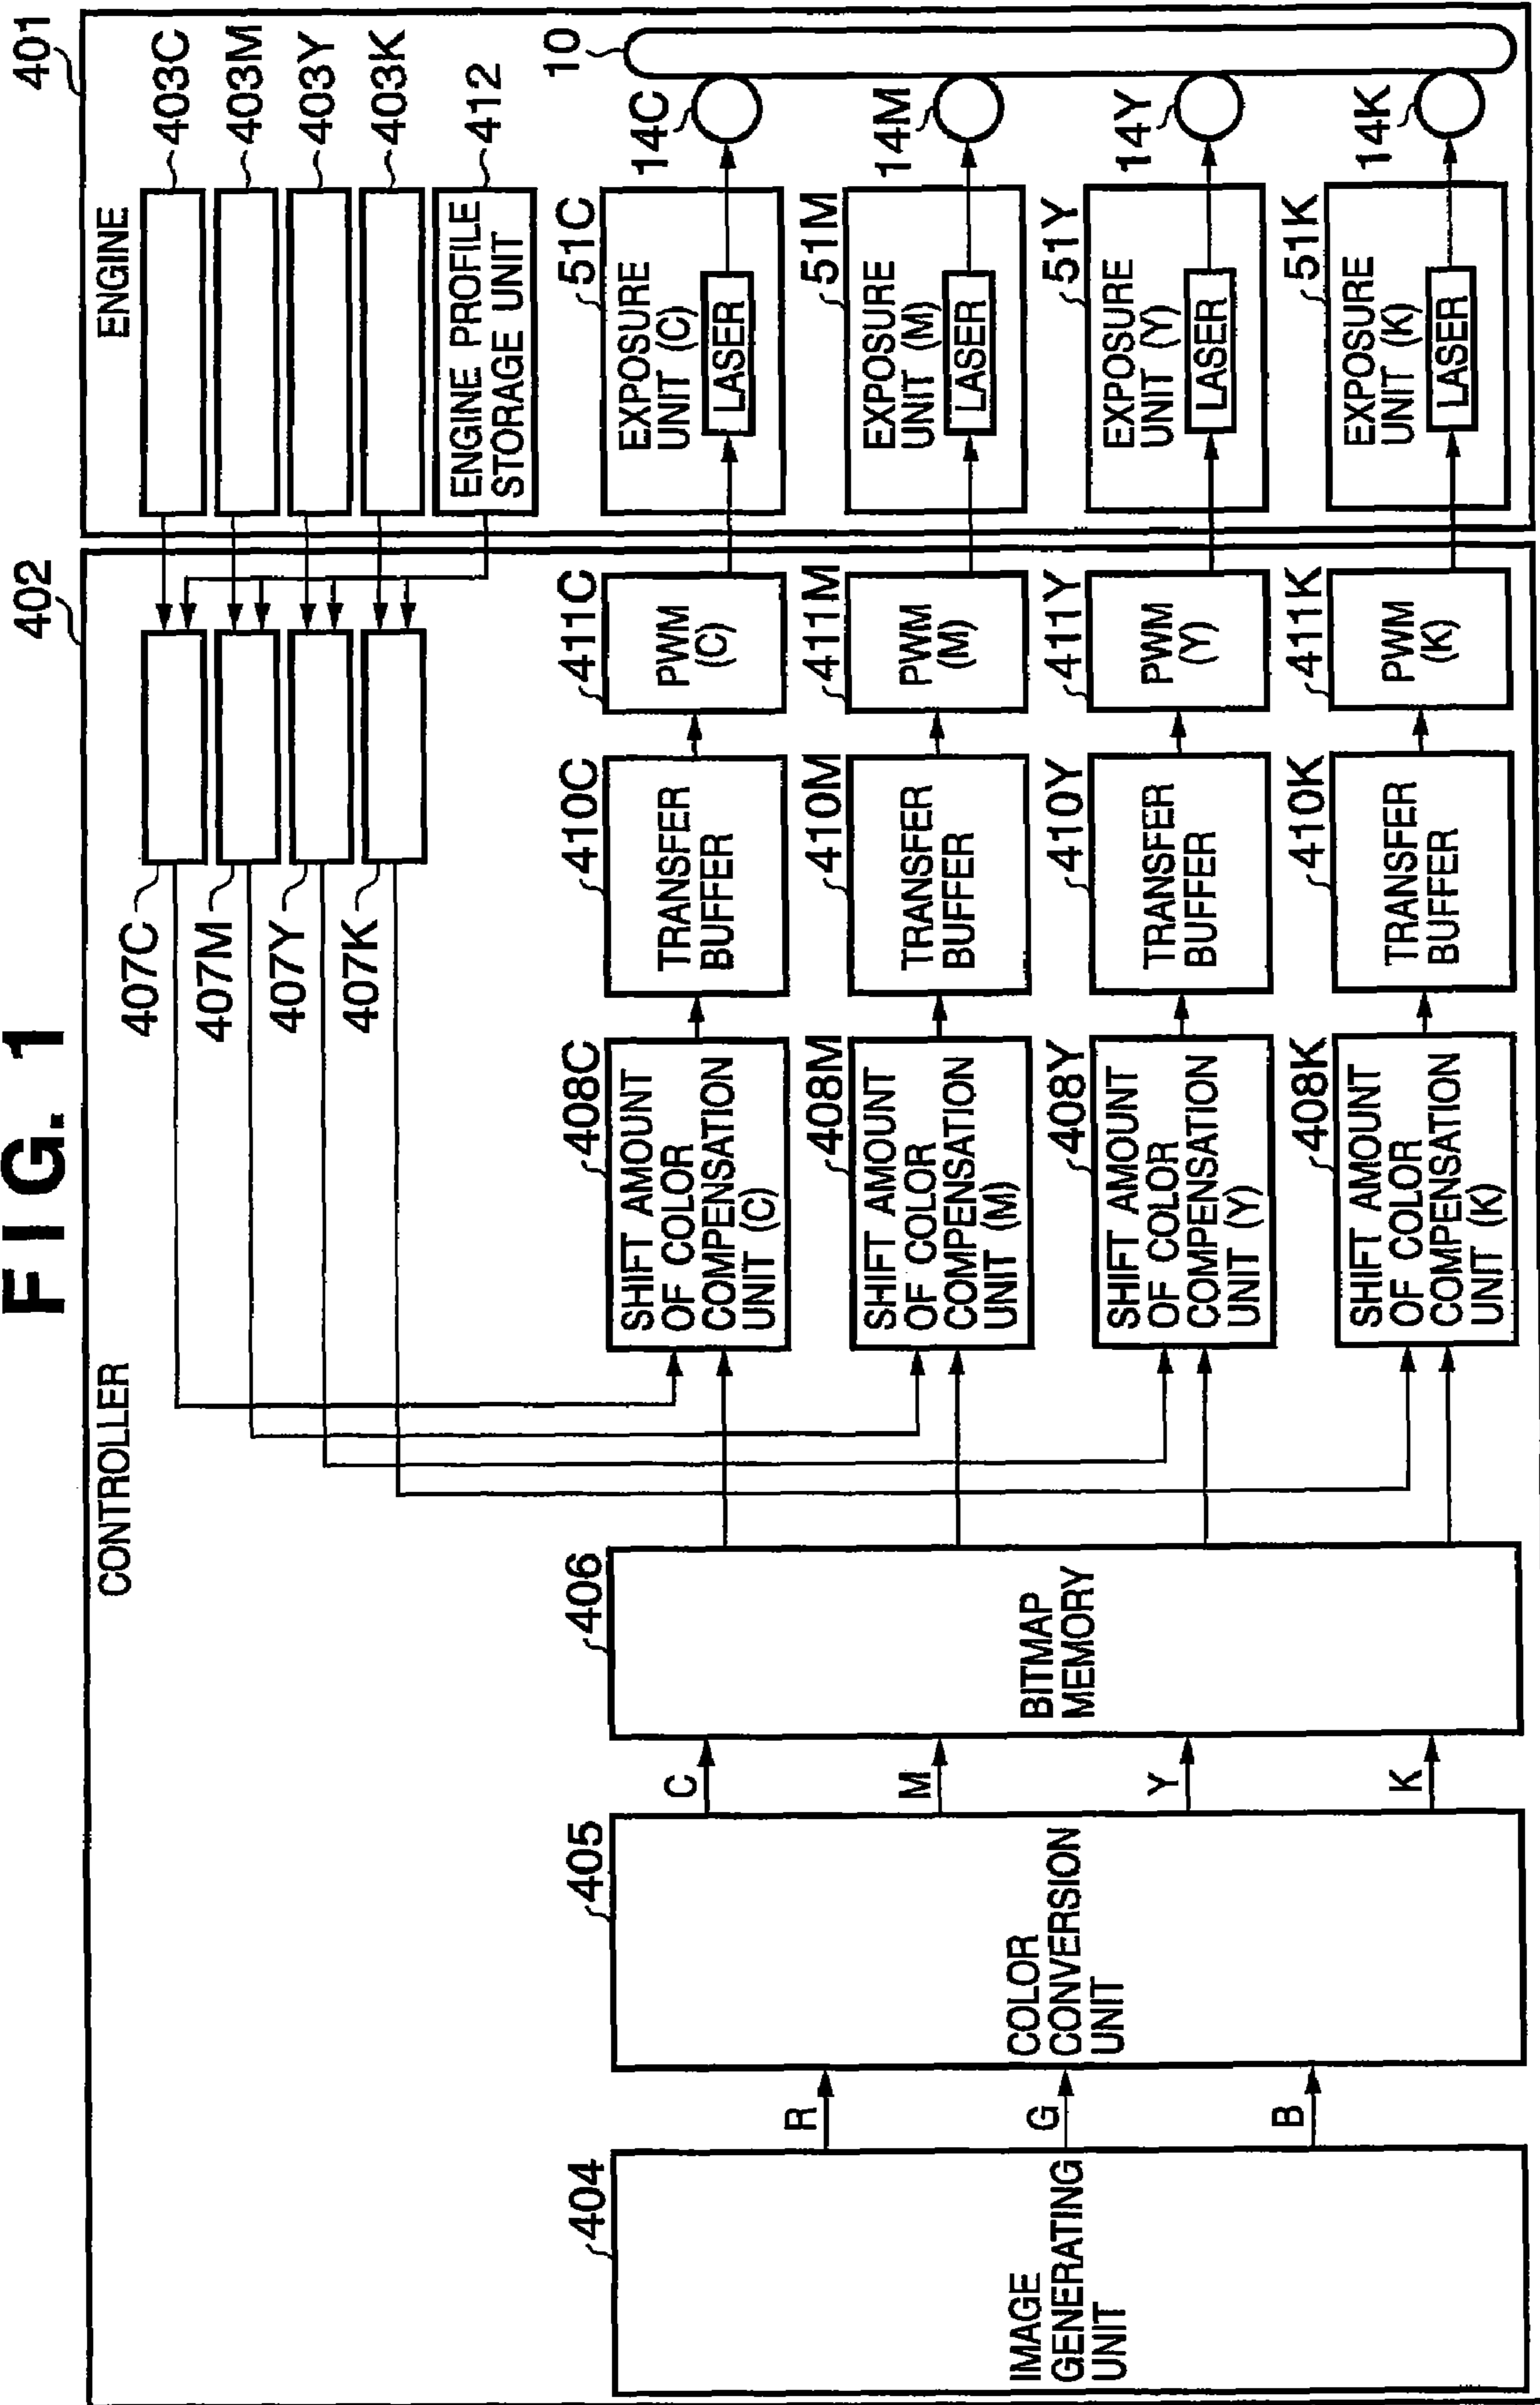 FIG. 1
CONTROLLER
402
ENGINE
401
403C
403M
403Y
403K
412
ENGINE PROFILE
STORAGE UNIT
407C
407M
407Y
407K
404
IMAGE
GENERATING
UNIT
R
G
B
405
COLOR
CONVERSION
UNIT
C
M
Y
K
406
BITMAP
MEMORY
408C
SHIFT AMOUNT
OF COLOR
COMPENSATION
UNIT (C)
410C
TRANSFER
BUFFER
411C
PWM
(C)
51C
EXPOSURE
UNIT (C)
LASER
14C
10
408M
SHIFT AMOUNT
OF COLOR
COMPENSATION
UNIT (M)
410M
TRANSFER
BUFFER
411M
PWM
(M)
51M
EXPOSURE
UNIT (M)
LASER
14M
408Y
SHIFT AMOUNT
OF COLOR
COMPENSATION
UNIT (Y)
410Y
TRANSFER
BUFFER
411Y
PWM
(Y)
51Y
EXPOSURE
UNIT (Y)
LASER
14Y
408K
SHIFT AMOUNT
OF COLOR
COMPENSATION
UNIT (K)
410K
TRANSFER
BUFFER
411K
PWM
(K)
51K
EXPOSURE
UNIT (K)
LASER
14K